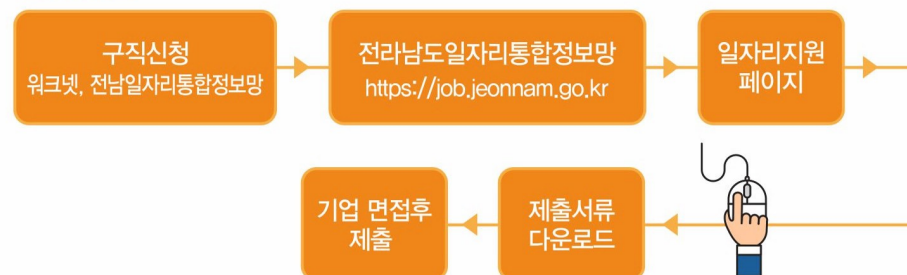 구직신청
워크넷, 전남일자리통합정보망
전라남도일자리통합정보망
https://job.jeonnam.go.kr
일자리지원
페이지
제출서류
다운로드
기업 면접후
제출